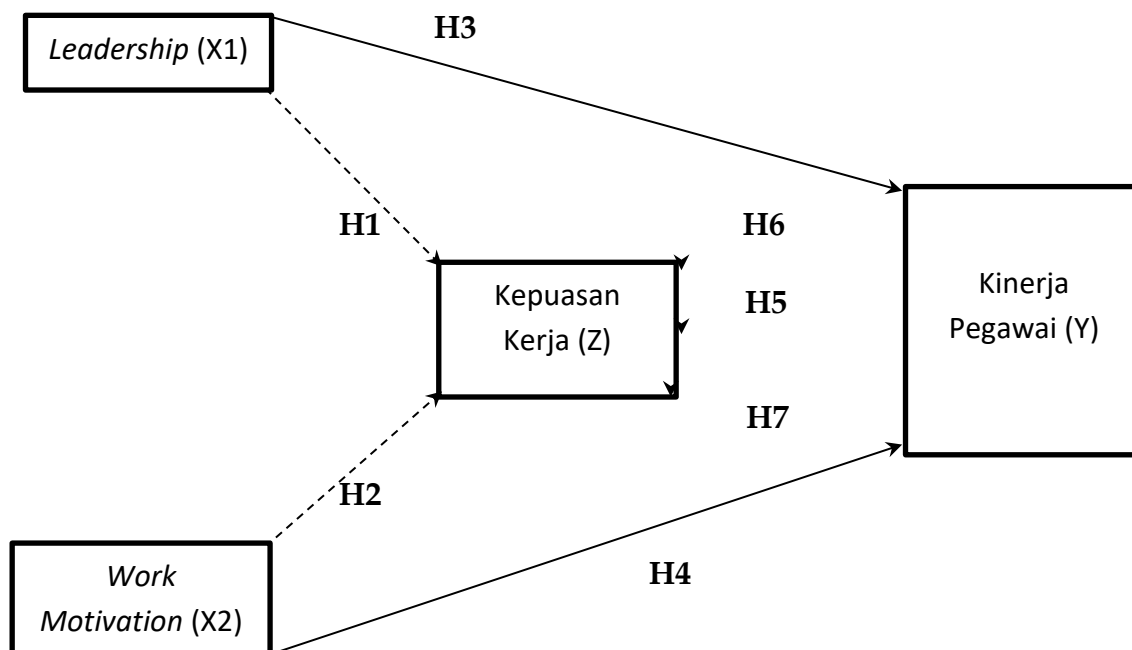 H3
Leadership (X1)
H1
H6
Kepuasan
Kerja (Z)
H5
Kinerja
Pegawai (Y)
H7
H2
H4
Work
Motivation (X2)